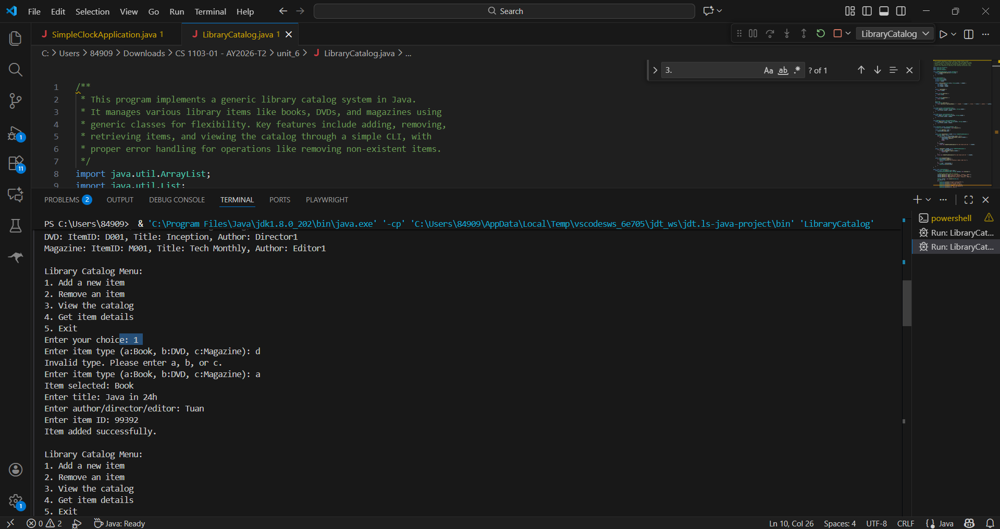 File Edit Selection View Go Run Terminal Help
Search
SimpleClockApplication.java 1
LibraryCatalog.java 1
LibraryCatalog
C: > Users > 84909 > Downloads > CS 1103-01 - AY2026-T2 > unit_6 > LibraryCatalog.java > ...
3.
Aa ab .* ? of 1
1 /**
2 * This program implements a generic library catalog system in Java.
3 * It manages various library items like books, DVDs, and magazines using
4 * generic classes for flexibility. Key features include adding, removing,
5 * retrieving items, and viewing the catalog through a simple CLI, with
6 * proper error handling for operations like removing non-existent items.
7 */
8 import java.util.ArrayList;
9 import java.util.List;
1
11
PROBLEMS 2 OUTPUT DEBUG CONSOLE TERMINAL PORTS PLAYWRIGHT
PS C:\Users\84909> & 'C:\Program Files\Java\jdk1.8.0_202\bin\java.exe' '-cp' 'C:\Users\84909\AppData\Local\Temp\vscodesws_6e705\jdt_ws\jdt.ls-java-project\bin' 'LibraryCatalog'
DVD: ItemID: D001, Title: Inception, Author: Director1
Magazine: ItemID: M001, Title: Tech Monthly, Author: Editor1
Library Catalog Menu:
1. Add a new item
2. Remove an item
3. View the catalog
4. Get item details
5. Exit
Enter your choice: 1
Enter item type (a:Book, b:DVD, c:Magazine): d
Invalid type. Please enter a, b, or c.
Enter item type (a:Book, b:DVD, c:Magazine): a
Item selected: Book
Enter title: Java in 24h
Enter author/director/editor: Tuan
Enter item ID: 99392
Item added successfully.
Library Catalog Menu:
1. Add a new item
2. Remove an item
3. View the catalog
4. Get item details
5. Exit
powershell
Run: LibraryCat...
Run: LibraryCat...
1
0 2
Java: Ready
Ln 10, Col 26 Spaces: 4 UTF-8 CRLF {} Java